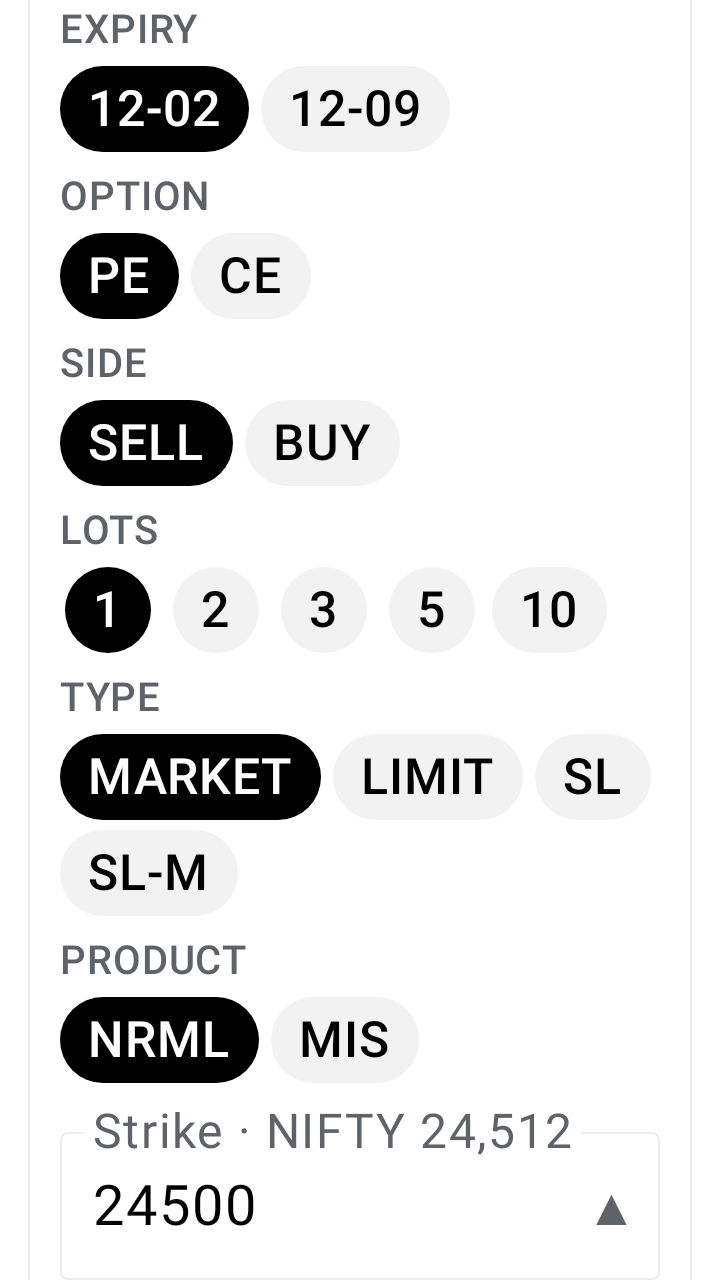 EXPIRY
12-02 12-09
OPTION
PE CE
SIDE
SELL BUY
LOTS
1 2 3 5 10
TYPE
MARKET LIMIT SL
SL-M
PRODUCT
NRML MIS
Strike · NIFTY 24,512
24500 ▲